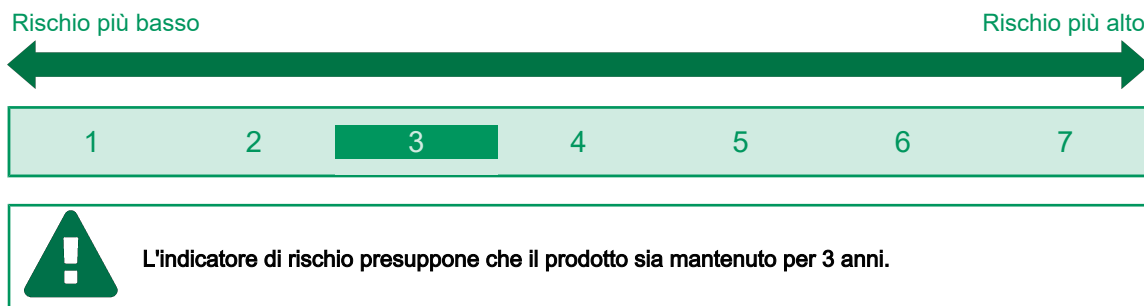 Rischio più basso Rischio più alto
1 2 3 4 5 6 7
L'indicatore di rischio presuppone che il prodotto sia mantenuto per 3 anni.